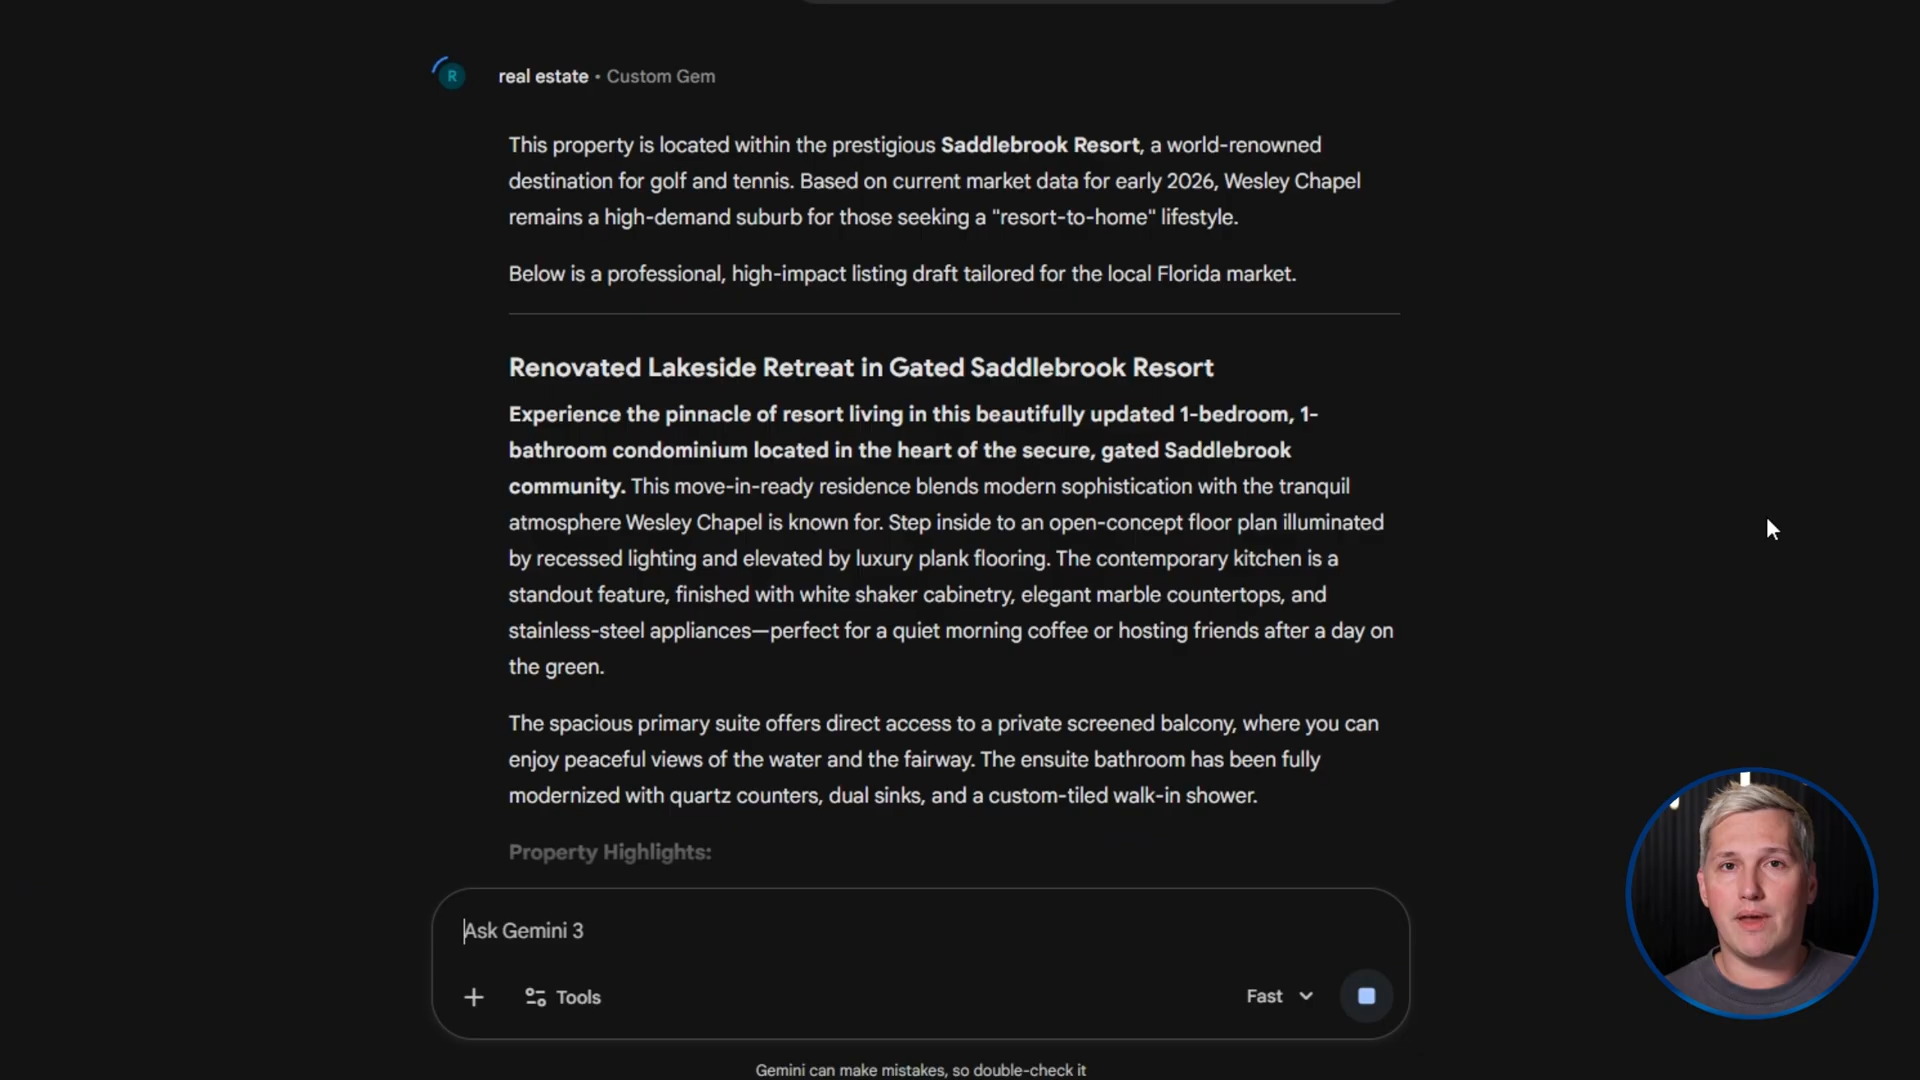 R
real estate • Custom Gem
This property is located within the prestigious Saddlebrook Resort, a world-renowned
destination for golf and tennis. Based on current market data for early 2026, Wesley Chapel
remains a high-demand suburb for those seeking a "resort-to-home" lifestyle.
Below is a professional, high-impact listing draft tailored for the local Florida market.
Renovated Lakeside Retreat in Gated Saddlebrook Resort
Experience the pinnacle of resort living in this beautifully updated 1-bedroom, 1-
bathroom condominium located in the heart of the secure, gated Saddlebrook
community. This move-in-ready residence blends modern sophistication with the tranquil
atmosphere Wesley Chapel is known for. Step inside to an open-concept floor plan illuminated
by recessed lighting and elevated by luxury plank flooring. The contemporary kitchen is a
standout feature, finished with white shaker cabinetry, elegant marble countertops, and
stainless-steel appliances—perfect for a quiet morning coffee or hosting friends after a day on
the green.
The spacious primary suite offers direct access to a private screened balcony, where you can
enjoy peaceful views of the water and the fairway. The ensuite bathroom has been fully
modernized with quartz counters, dual sinks, and a custom-tiled walk-in shower.
Property Highlights:
Ask Gemini 3
Tools
Fast
Gemini can make mistakes, so double-check it